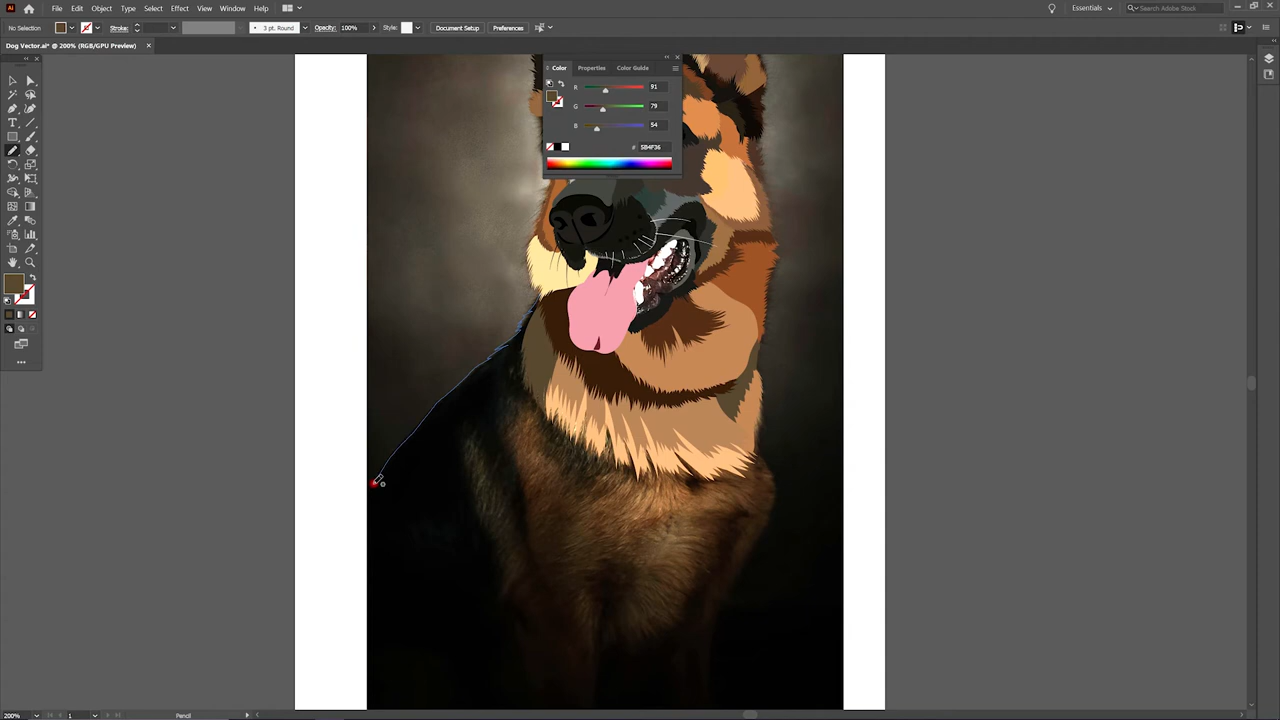 Ai File Edit Object Type Select Effect View Window Help Essentials Search Adobe Stock
No Selection Stroke: 3 pt. Round Opacity: 100% Style: Document Setup Preferences
Dog Vector.ai* @ 200% (RGB/GPU Preview)
Color Properties Color Guide
R 91
G 79
B 54
# 5B4F36
200% 1 Pencil